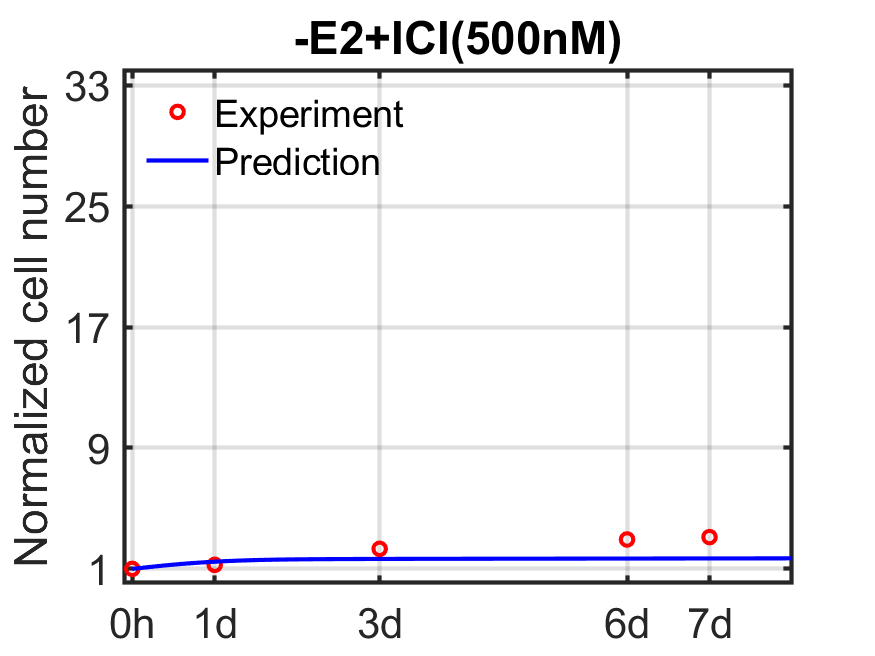 -E2+ICI(500nM)
Normalized cell number
33
25
17
9
1
Experiment
Prediction
0h 1d 3d 6d 7d